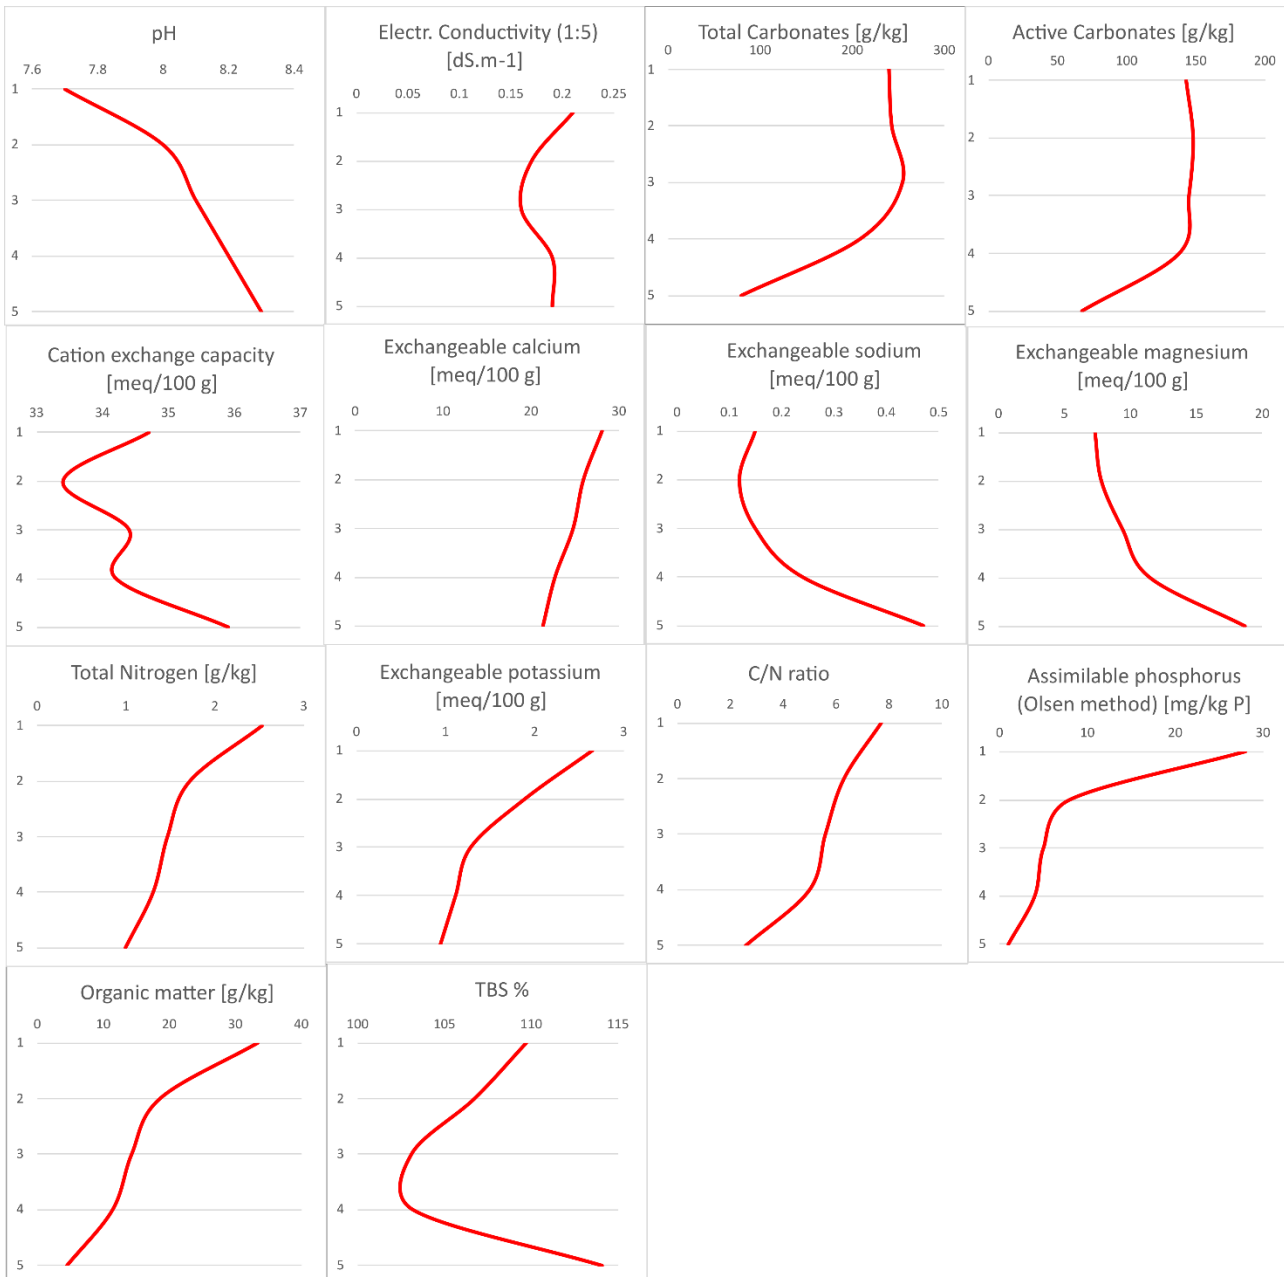 pH
7.6 7.8 8 8.2 8.4
1
2
3
4
5
Electr. Conductivity (1:5)
[dS.m-1]
0 0.05 0.1 0.15 0.2 0.25
1
2
3
4
5
Total Carbonates [g/kg]
0 100 200 300
1
2
3
4
5
Active Carbonates [g/kg]
0 50 100 150 200
1
2
3
4
5
Cation exchange capacity
[meq/100 g]
33 34 35 36 37
1
2
3
4
5
Exchangeable calcium
[meq/100 g]
0 10 20 30
1
2
3
4
5
Exchangeable sodium
[meq/100 g]
0 0.1 0.2 0.3 0.4 0.5
1
2
3
4
5
Exchangeable magnesium
[meq/100 g]
0 5 10 15 20
1
2
3
4
5
Total Nitrogen [g/kg]
0 1 2 3
1
2
3
4
5
Exchangeable potassium
[meq/100 g]
0 1 2 3
1
2
3
4
5
C/N ratio
0 2 4 6 8 10
1
2
3
4
5
Assimilable phosphorus
(Olsen method) [mg/kg P]
0 10 20 30
1
2
3
4
5
Organic matter [g/kg]
0 10 20 30 40
1
2
3
4
5
TBS %
100 105 110 115
1
2
3
4
5